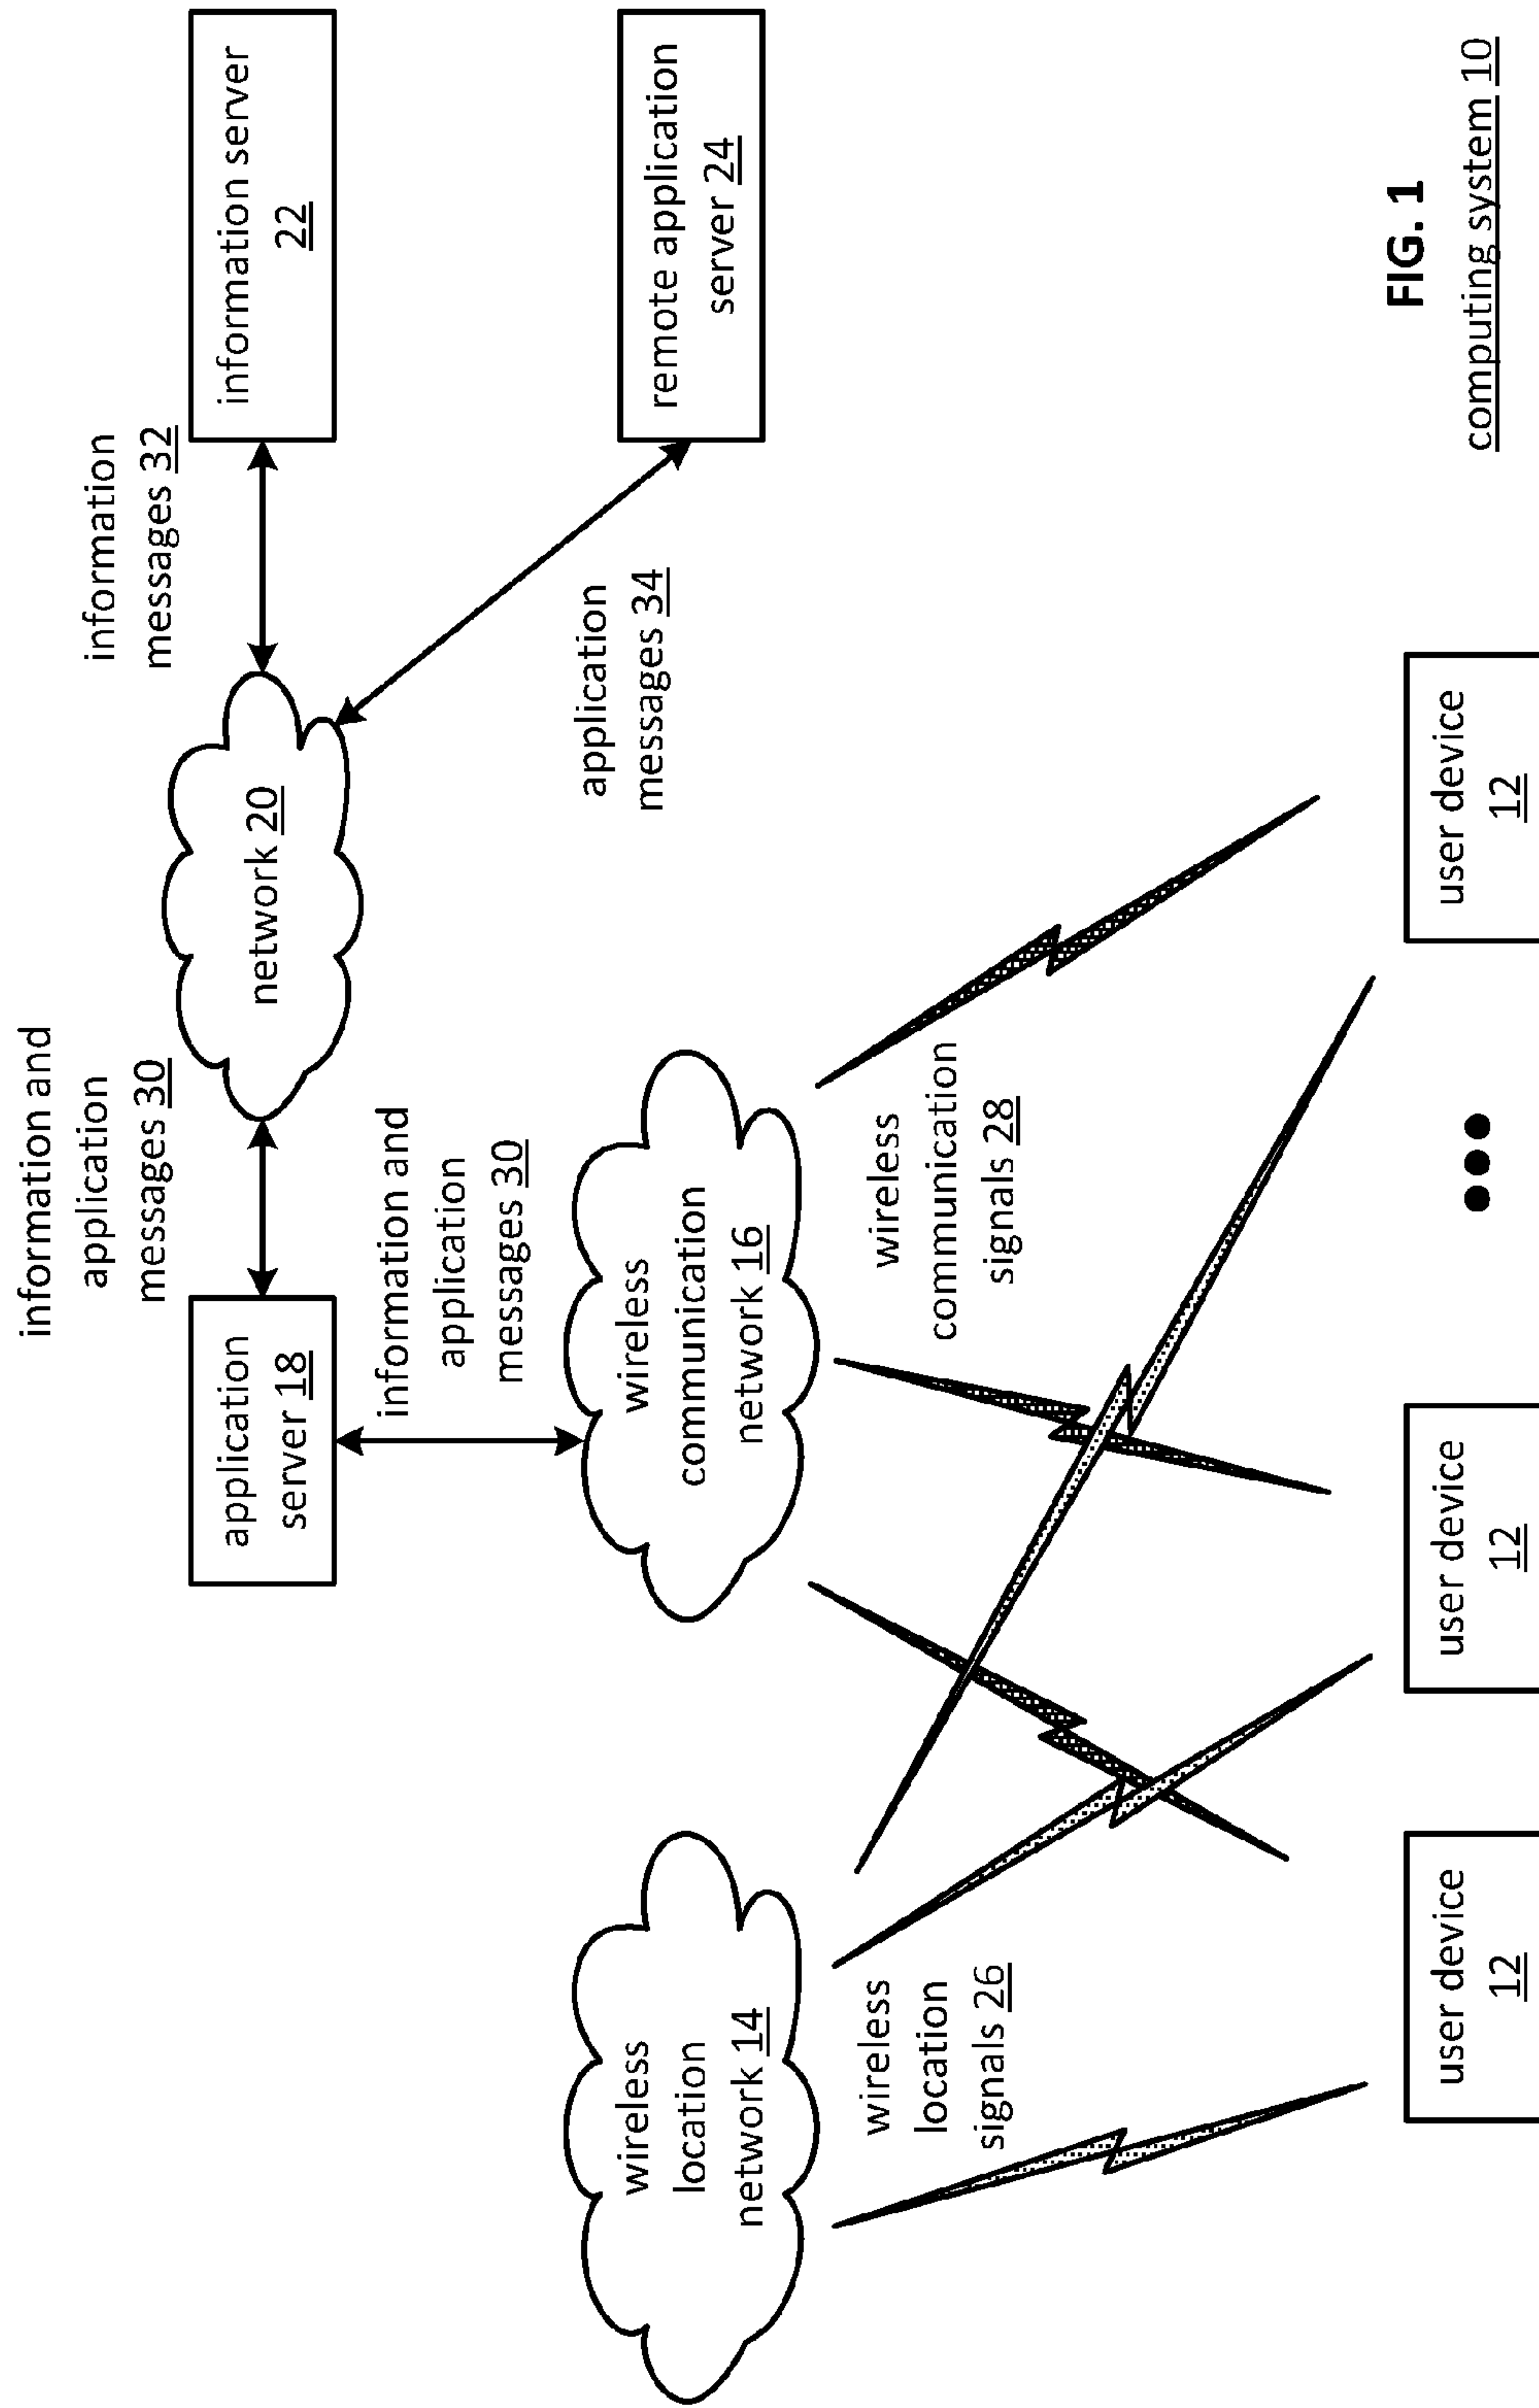 information and
application
messages 30
information
messages 32
application
server 18
network 20
information server
22
information and
application
messages 30
application
messages 34
remote application
server 24
wireless
location
network 14
wireless
communication
network 16
wireless
location
signals 26
wireless
communication
signals 28
user device
12
user device
12
user device
12
FIG. 1
computing system 10